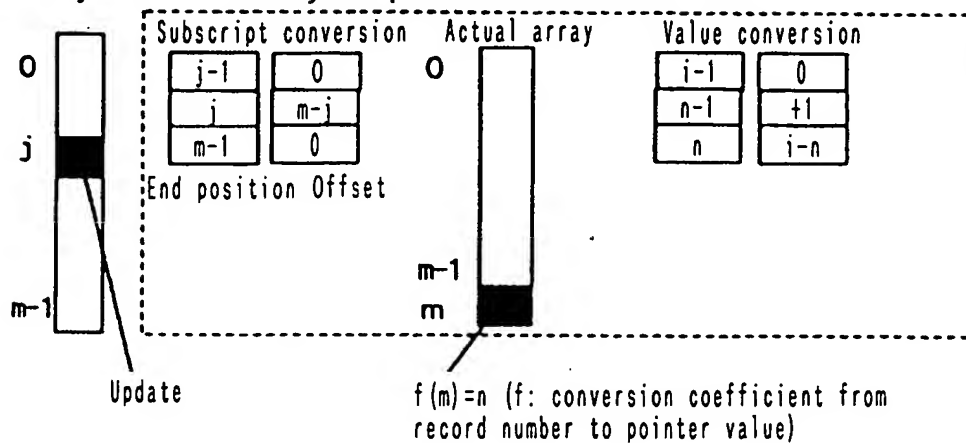 Subscript conversion Actual array Value conversion
0 j-1 0 0 i-1 0
j m-j n-1 +1
j m-1 0 n i-n
End position Offset
m-1
m-1 m
Update f(m)=n (f: conversion coefficient from
record number to pointer value)